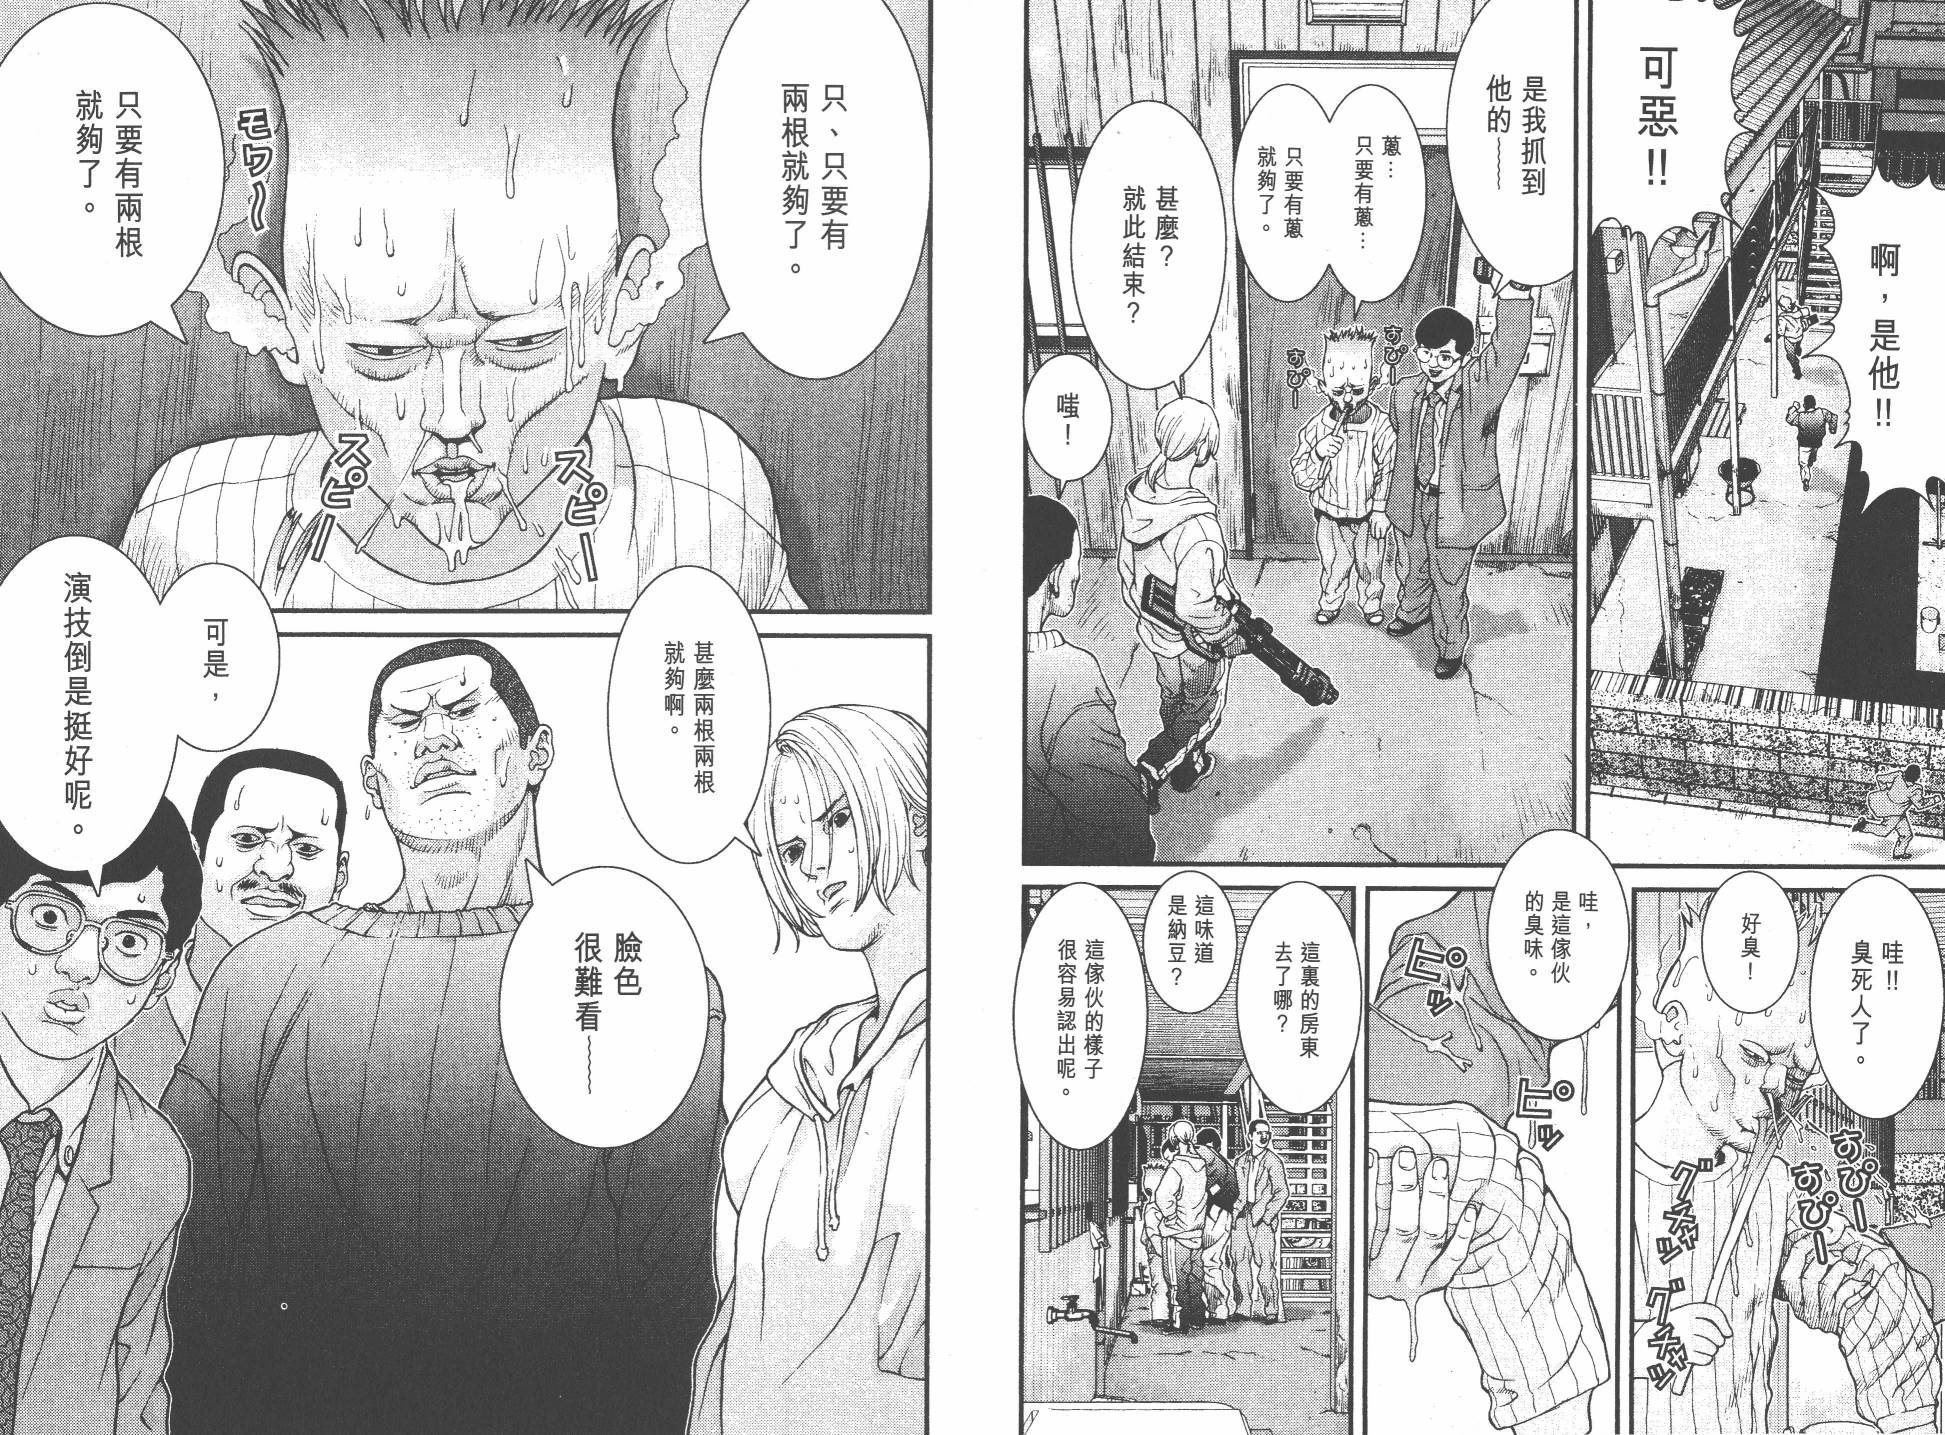 可惡!!
啊，是他!!
是我抓到
他的——
蔥…
只要有蔥…
只要有蔥
就夠了。
甚麼？
就此結束？
嗤！
すぴー
すぴー
哇!!
臭死人了。
好臭！
すぴー
すぴー
グメチャッ
グメチャッ
哇，
是這傢伙
的臭味。
ピッ
ピッ
這裏的房東
去了哪？
這味道
是納豆？
這傢伙的樣子
很容易認出呢。
只、只要有
兩根就夠了。
只要有兩根
就夠了。
モワ〜
スピー
スピー
甚麼兩根兩根
就夠啊。
臉色
很難看——
可是，
演技倒是挺好呢。